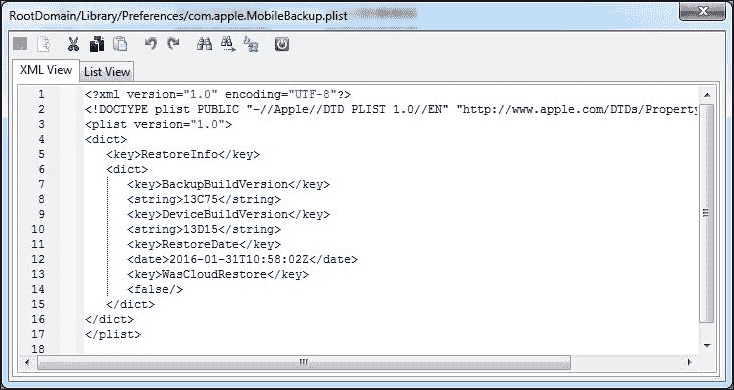 RootDomain/Library/Preferences/com.apple.MobileBackup.plist
XML View List View
1 <?xml version="1.0" encoding="UTF-8"?>
2 <!DOCTYPE plist PUBLIC "-//Apple//DTD PLIST 1.0//EN" "http://www.apple.com/DTDs/Property
3 <plist version="1.0">
4 <dict>
5 <key>RestoreInfo</key>
6 <dict>
7 <key>BackupBuildVersion</key>
8 <string>13C75</string>
9 <key>DeviceBuildVersion</key>
10 <string>13D15</string>
11 <key>RestoreDate</key>
12 <date>2016-01-31T10:58:02Z</date>
13 <key>WasCloudRestore</key>
14 <false/>
15 </dict>
16 </dict>
17 </plist>
18